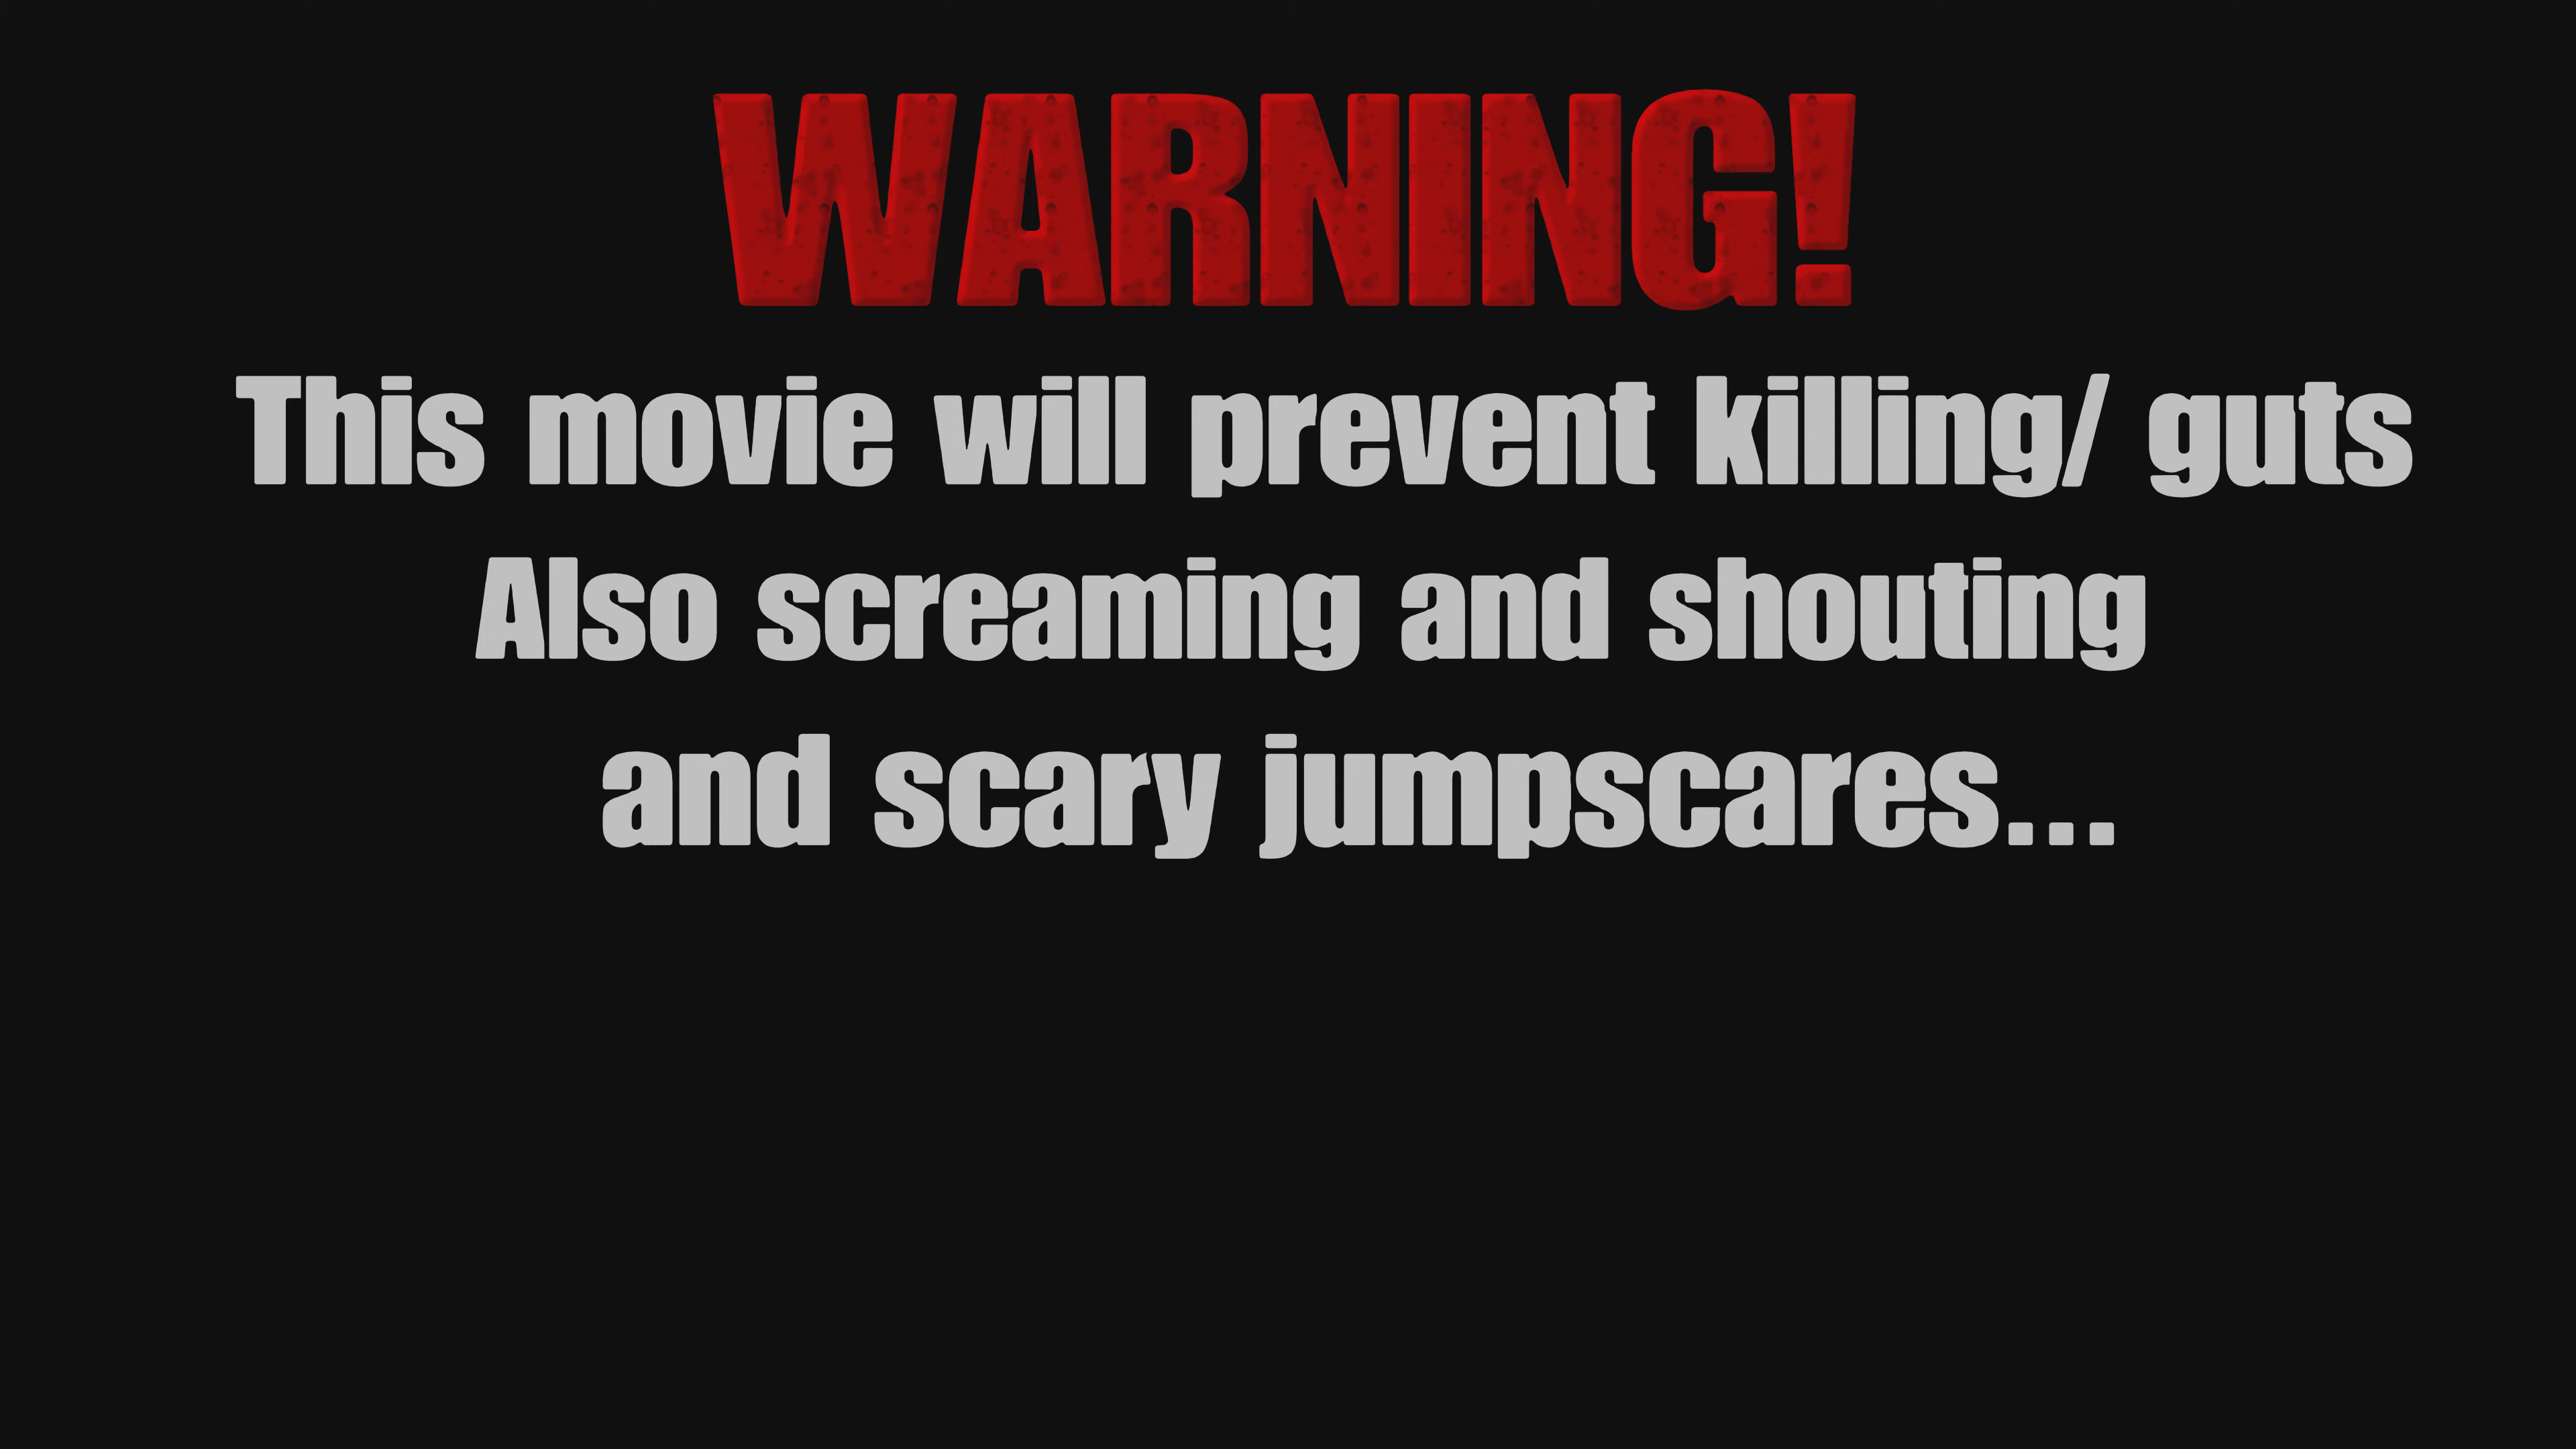 WARNING!
This movie will prevent killing/ guts
Also screaming and shouting
and scary jumpscares...